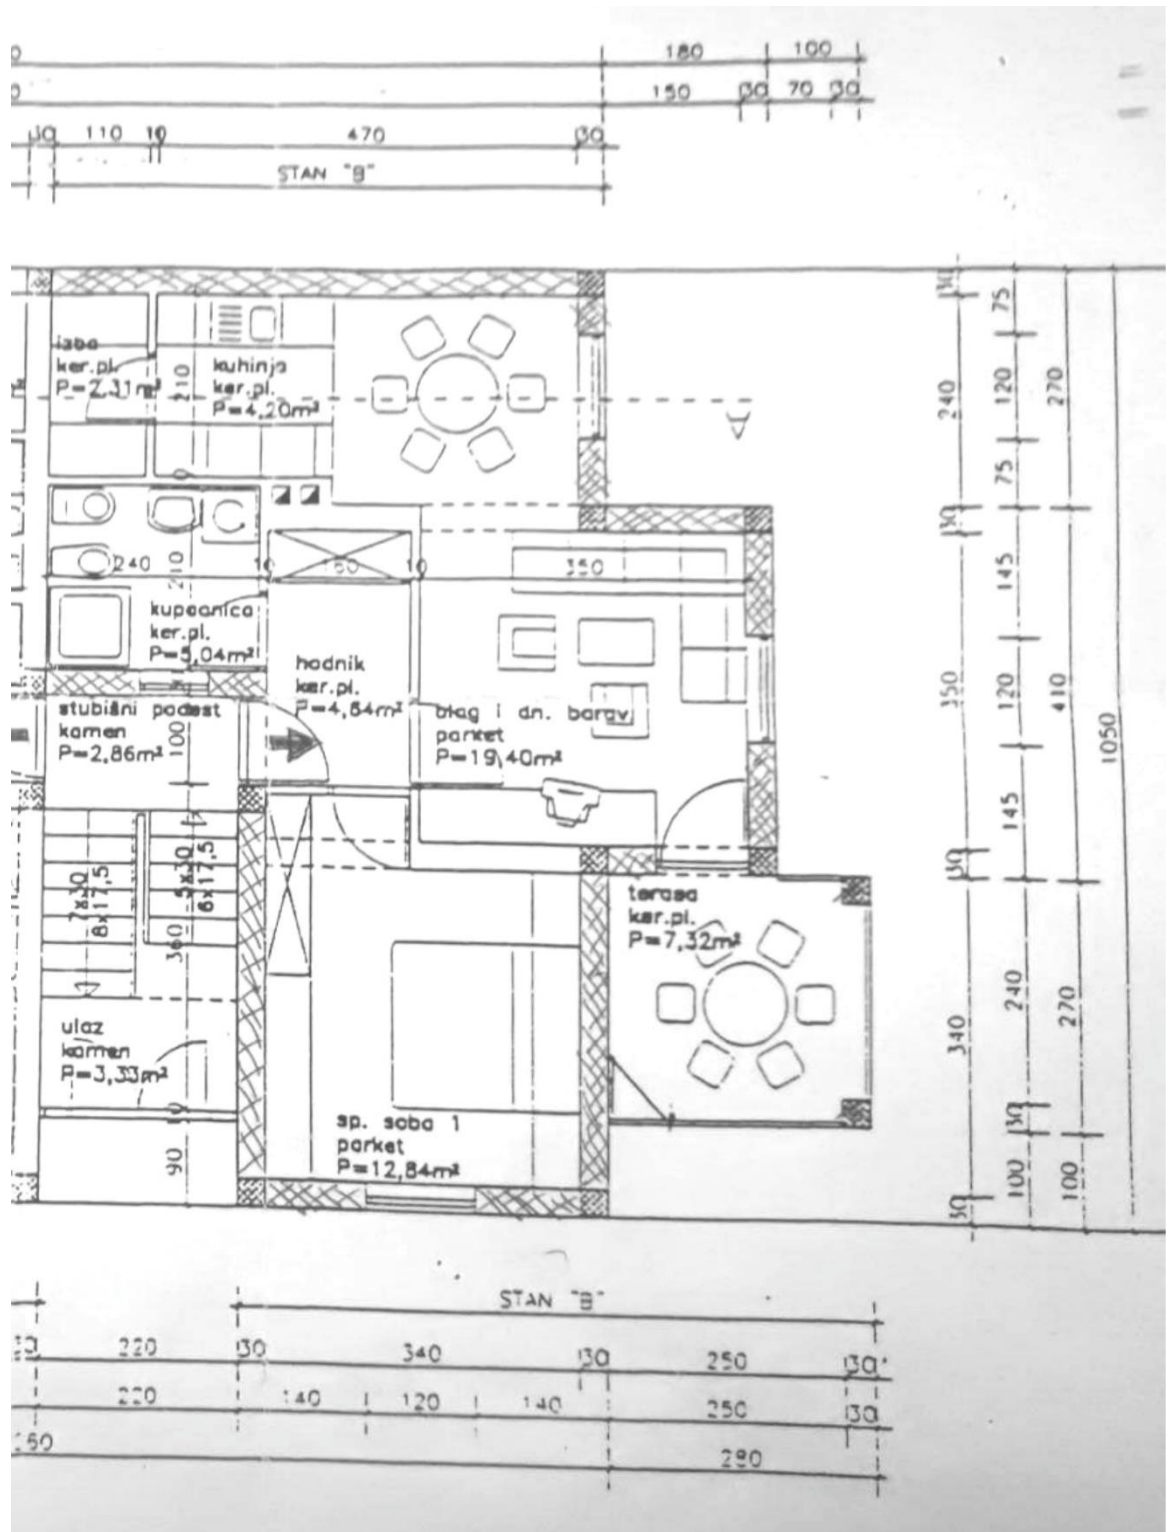 180 100
150 30 70 30
30 110 10 470 30
STAN "B"
izba
ker.pl.
P=2,31m²
210
kuhinja
ker.pl.
P=4,20m²
240 10 160 10 350
210
kupaonica
ker.pl.
P=5,04m²
hodnik
ker.pl.
P=4,64m²
stubišni podest
kamen
P=2,86m²
100
blag i dn. borav.
parket
P=19,40m²
7x30
8x17,5
5x30
6x17,5
360
ulaz
kamen
P=3,33m²
10
90
terasa
ker.pl.
P=7,32m²
sp. soba 1
parket
P=12,84m²
30
240
30
350
30
340
30
75
120
75
145
120
145
240
30
100
270
410
270
100
1050
STAN "B"
220 30 340 30 250 30
220 140 120 140 250 30
280